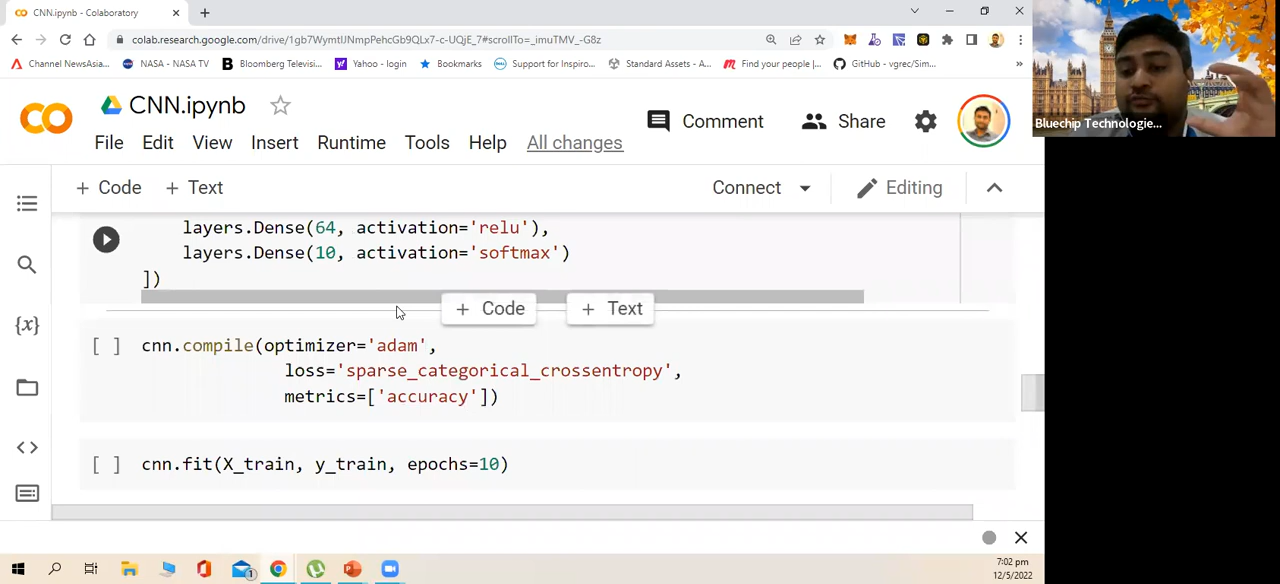 CNN.ipynb - Colaboratory
colab.research.google.com/drive/1gb7WymtIJNmpPehcGb9QLx7-c-UQjE_7#scrollTo=_imuTMV_-G8z
Channel NewsAsia...
NASA - NASA TV
Bloomberg Televisi...
Yahoo - login
Bookmarks
Support for Inspiro...
Standard Assets - A...
Find your people |...
GitHub - vgrec/Sim...
Bluechip Technologie...
CNN.ipynb
Comment
Share
File Edit View Insert Runtime Tools Help All changes
+ Code + Text
Connect
Editing
layers.Dense(64, activation='relu'),
layers.Dense(10, activation='softmax')
])
+ Code + Text
[ ] cnn.compile(optimizer='adam',
loss='sparse_categorical_crossentropy',
metrics=['accuracy'])
[ ] cnn.fit(X_train, y_train, epochs=10)
{x}
7:02 pm
12/5/2022